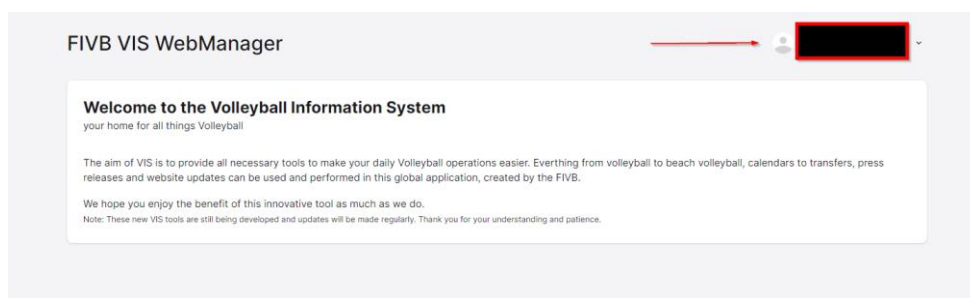 FIVB VIS WebManager
Welcome to the Volleyball Information System
your home for all things Volleyball
The aim of VIS is to provide all necessary tools to make your daily Volleyball operations easier. Everthing from volleyball to beach volleyball, calendars to transfers, press
releases and website updates can be used and performed in this global application, created by the FIVB.
We hope you enjoy the benefit of this innovative tool as much as we do.
Note: These new VIS tools are still being developed and updates will be made regularly. Thank you for your understanding and patience.